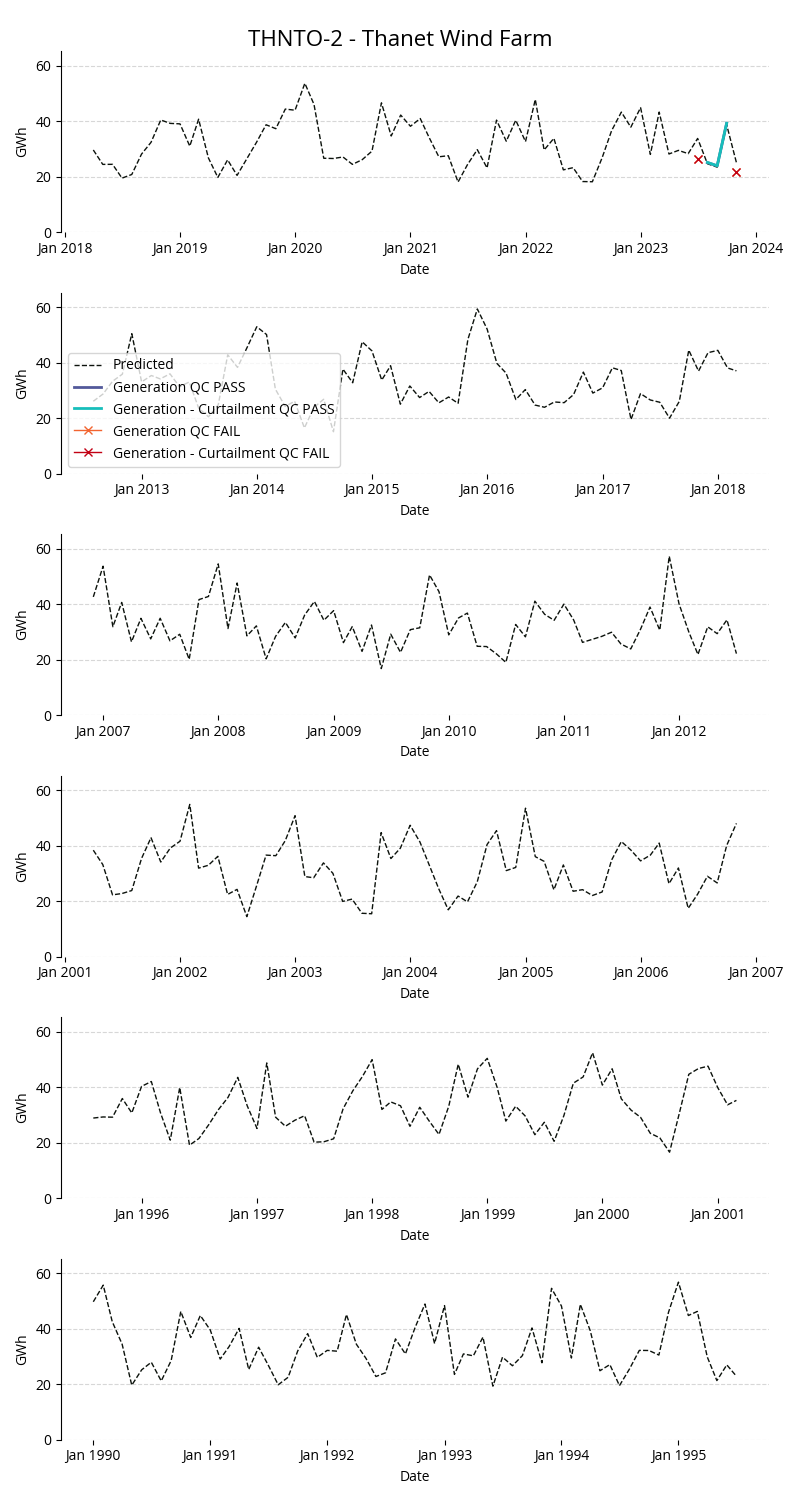 THNTO-2 - Thanet Wind Farm
60
40
20
0
GWh
Jan 2018 Jan 2019 Jan 2020 Jan 2021 Jan 2022 Jan 2023 Jan 2024
Date
60
40
20
0
GWh
Predicted
Generation QC PASS
Generation - Curtailment QC PASS
Generation QC FAIL
Generation - Curtailment QC FAIL
Jan 2013 Jan 2014 Jan 2015 Jan 2016 Jan 2017 Jan 2018
Date
60
40
20
0
GWh
Jan 2007 Jan 2008 Jan 2009 Jan 2010 Jan 2011 Jan 2012
Date
60
40
20
0
GWh
Jan 2001 Jan 2002 Jan 2003 Jan 2004 Jan 2005 Jan 2006 Jan 2007
Date
60
40
20
0
GWh
Jan 1996 Jan 1997 Jan 1998 Jan 1999 Jan 2000 Jan 2001
Date
60
40
20
0
GWh
Jan 1990 Jan 1991 Jan 1992 Jan 1993 Jan 1994 Jan 1995
Date